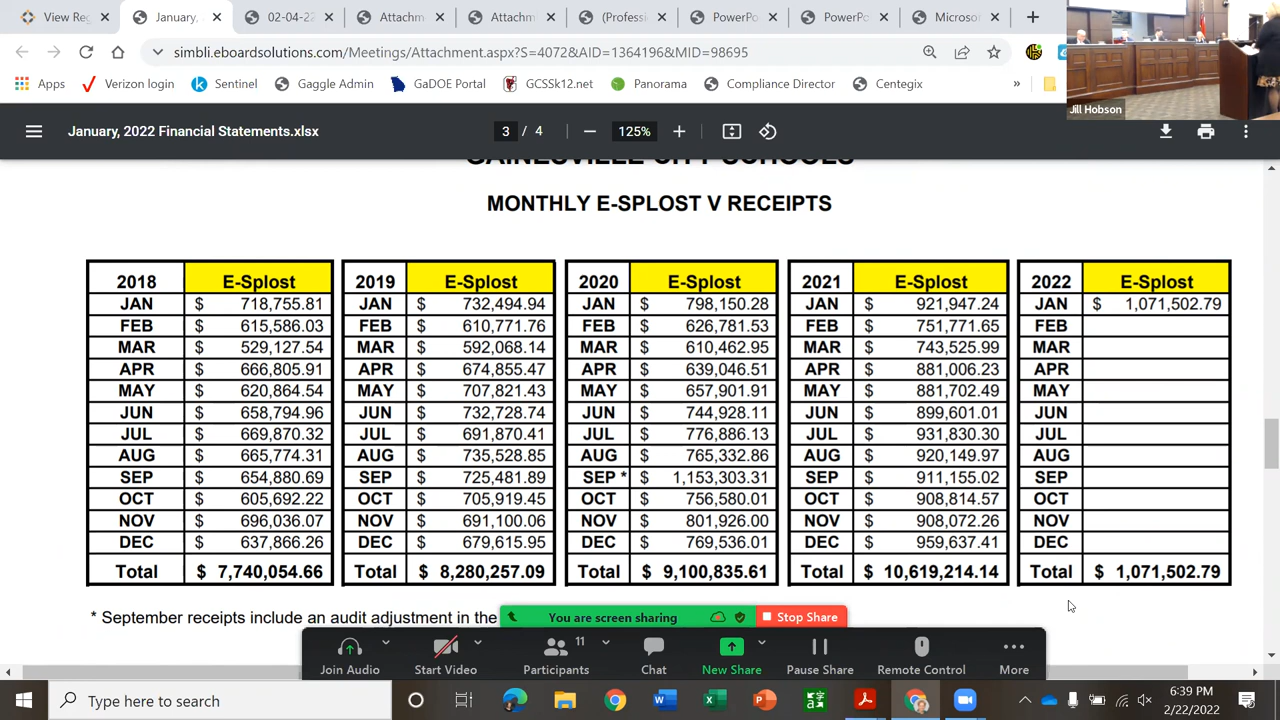 View Reg
January,
02-04-22
Attachm
Attachm
(Profess
PowerPo
PowerPo
Microso
simbli.eboardsolutions.com/Meetings/Attachment.aspx?S=4072&AID=1364196&MID=98695
Apps Verizon login Sentinel Gaggle Admin GaDOE Portal GCSSk12.net Panorama Compliance Director Centegix »
Jill Hobson
January, 2022 Financial Statements.xlsx 3 / 4 125%
GAINESVILLE CITY SCHOOLS
MONTHLY E-SPLOST V RECEIPTS
2018 E-Splost 2019 E-Splost 2020 E-Splost 2021 E-Splost 2022 E-Splost
JAN $ 718,755.81 JAN $ 732,494.94 JAN $ 798,150.28 JAN $ 921,947.24 JAN $ 1,071,502.79
FEB $ 615,586.03 FEB $ 610,771.76 FEB $ 626,781.53 FEB $ 751,771.65 FEB
MAR $ 529,127.54 MAR $ 592,068.14 MAR $ 610,462.95 MAR $ 743,525.99 MAR
APR $ 666,805.91 APR $ 674,855.47 APR $ 639,046.51 APR $ 881,006.23 APR
MAY $ 620,864.54 MAY $ 707,821.43 MAY $ 657,901.91 MAY $ 881,702.49 MAY
JUN $ 658,794.96 JUN $ 732,728.74 JUN $ 744,928.11 JUN $ 899,601.01 JUN
JUL $ 669,870.32 JUL $ 691,870.41 JUL $ 776,886.13 JUL $ 931,830.30 JUL
AUG $ 665,774.31 AUG $ 735,528.85 AUG $ 765,332.86 AUG $ 920,149.97 AUG
SEP $ 654,880.69 SEP $ 725,481.89 SEP * $ 1,153,303.31 SEP $ 911,155.02 SEP
OCT $ 605,692.22 OCT $ 705,919.45 OCT $ 756,580.01 OCT $ 908,814.57 OCT
NOV $ 696,036.07 NOV $ 691,100.06 NOV $ 801,926.00 NOV $ 908,072.26 NOV
DEC $ 637,866.26 DEC $ 679,615.95 DEC $ 769,536.01 DEC $ 959,637.41 DEC
Total $ 7,740,054.66 Total $ 8,280,257.09 Total $ 9,100,835.61 Total $ 10,619,214.14 Total $ 1,071,502.79
* September receipts include an audit adjustment in the
You are screen sharing Stop Share
11
Join Audio Start Video Participants Chat New Share Pause Share Remote Control More
Type here to search
6:39 PM
2/22/2022